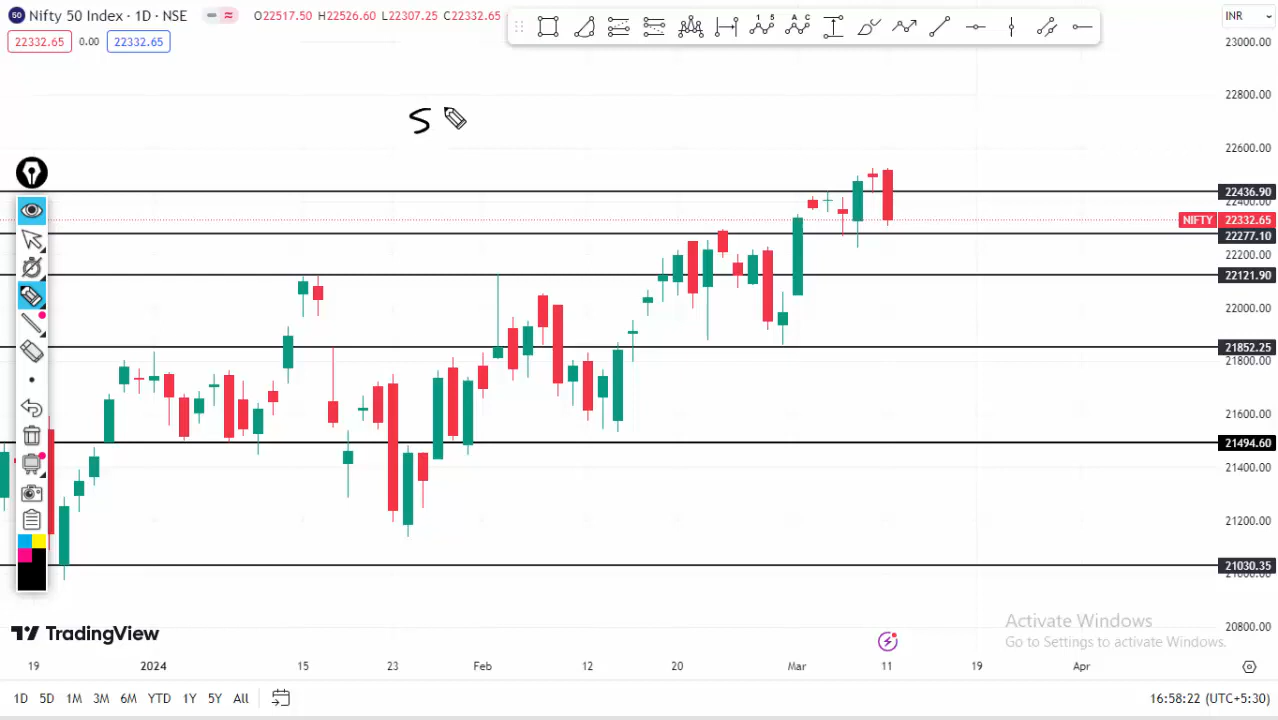 Nifty 50 Index · 1D · NSE O22517.50 H22526.60 L22307.25 C22332.65 INR
22332.65 0.00 22332.65
23000.00
22800.00
S
22600.00
22436.90
22400.00
NIFTY 22332.65
22277.10
22200.00
22121.90
22000.00
21852.25
21800.00
21600.00
21494.60
21400.00
21200.00
21030.35
21000.00
20800.00
Activate Windows
Go to Settings to activate Windows.
TradingView
19 2024 15 23 Feb 12 20 Mar 11 19 Apr
1D 5D 1M 3M 6M YTD 1Y 5Y All 16:58:22 (UTC+5:30)